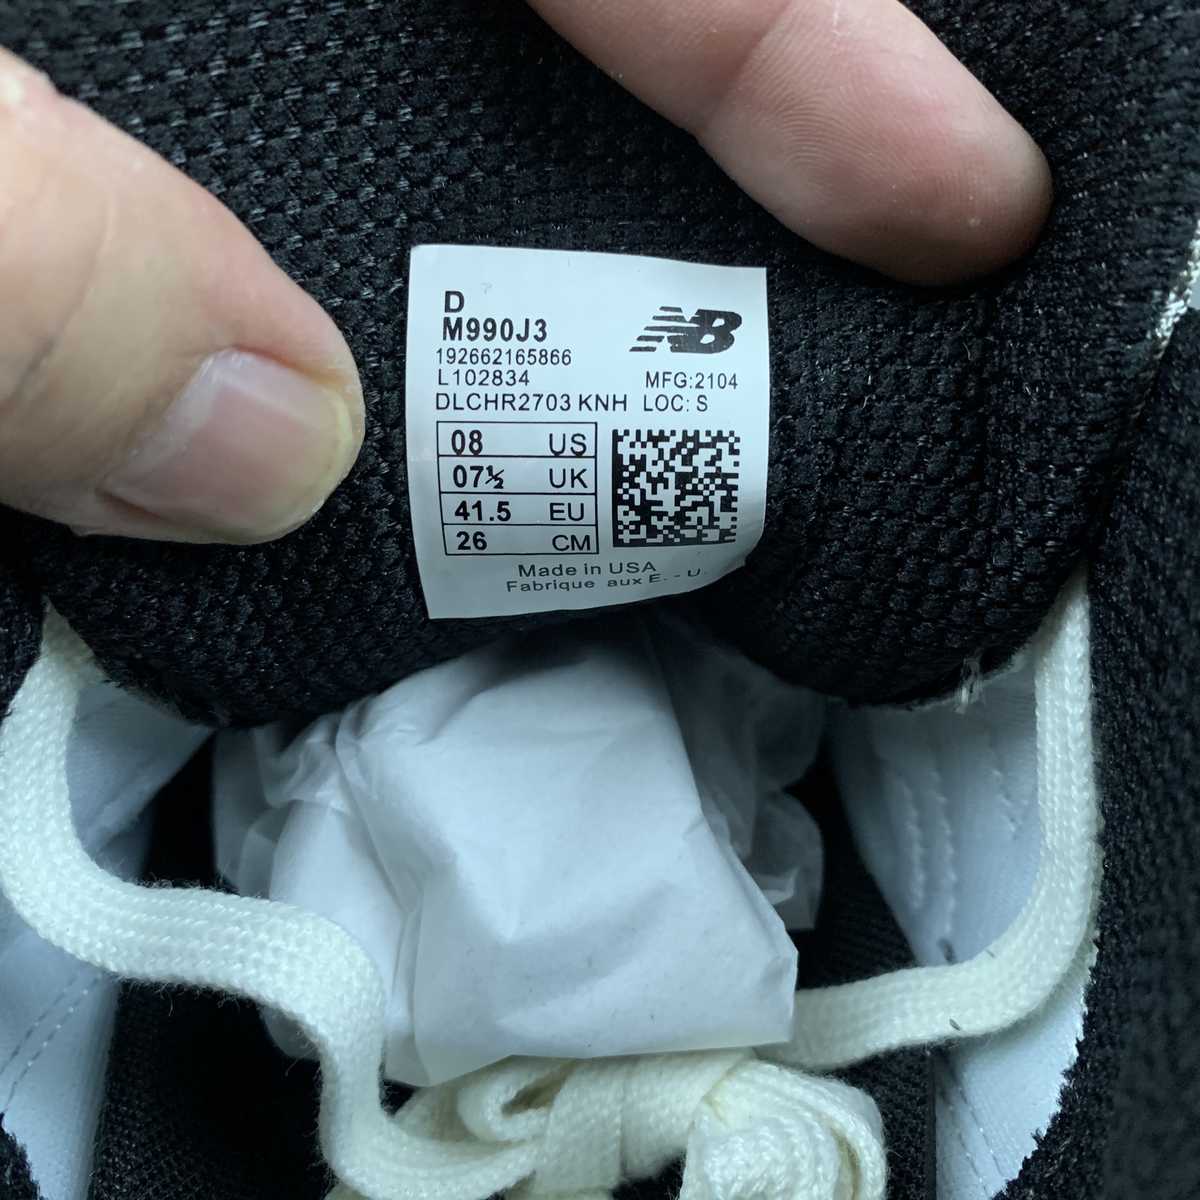 D
M990J3
NB
192662165866
L102834 MFG:2104
DLCHR2703 KNH LOC: S
08 US
07½ UK
41.5 EU
26 CM
Made in USA
Fabrique aux E.-U.